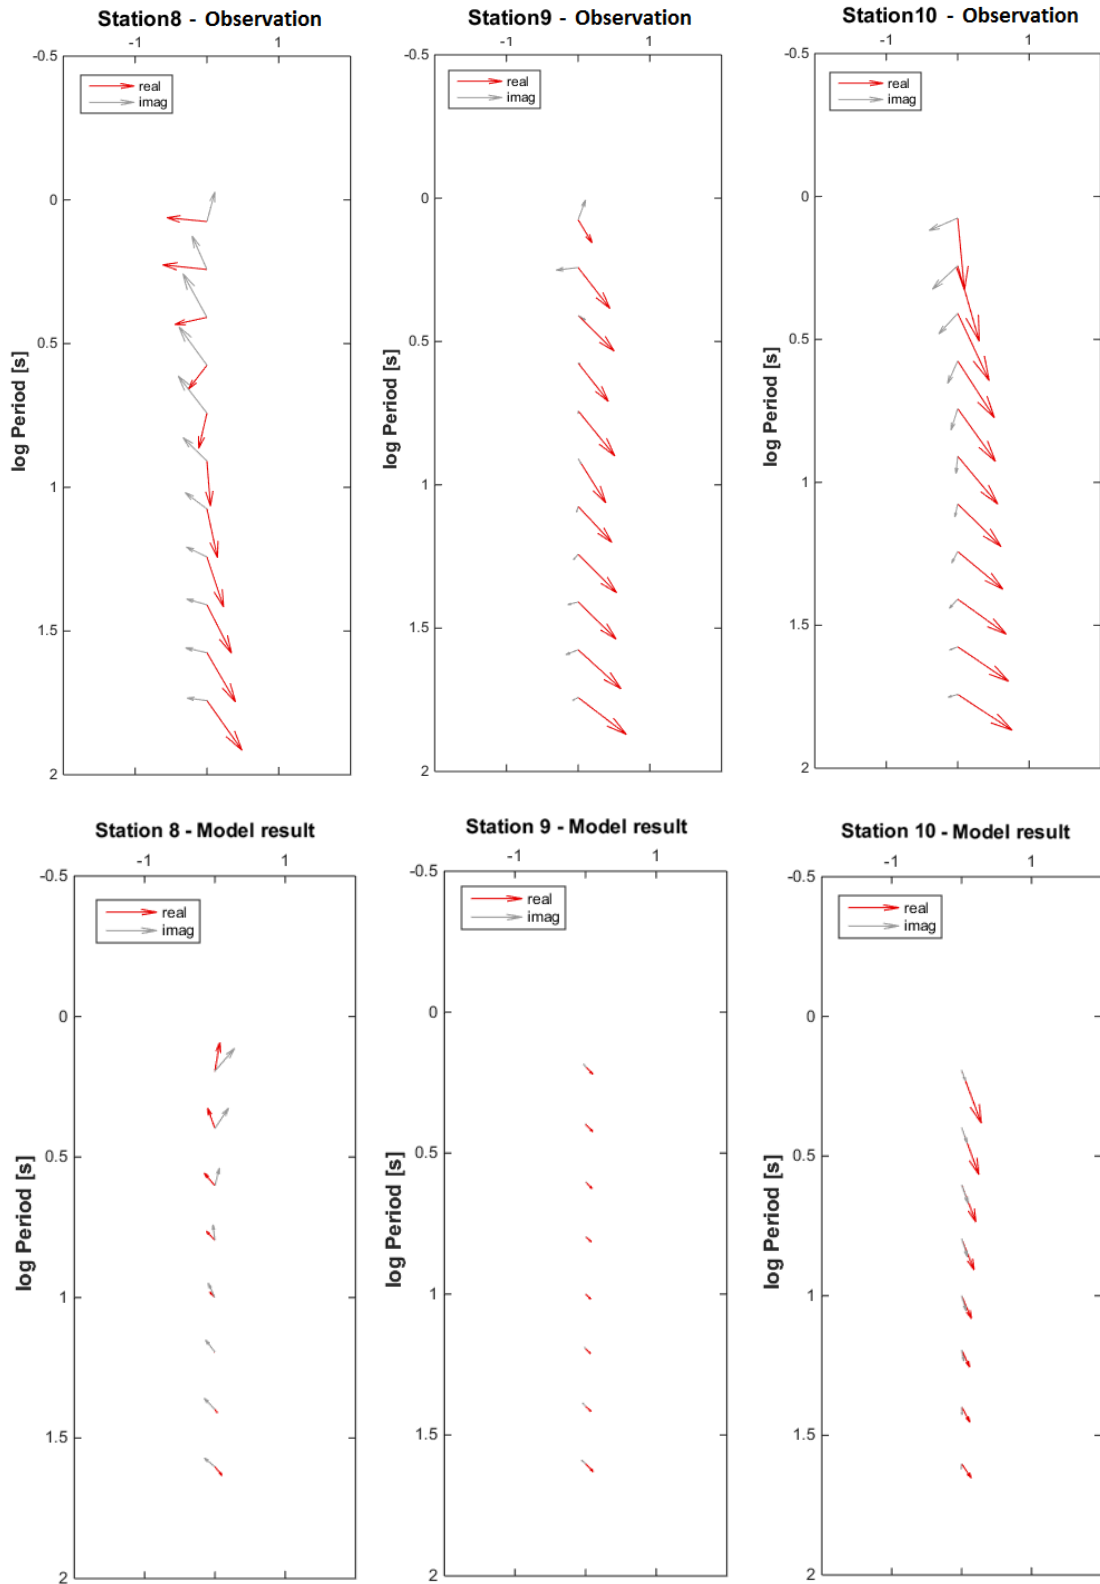 Station8 - Observation
-1 1
-0.5
real
imag
0
0.5
1
1.5
2
log Period [s]
Station9 - Observation
-1 1
-0.5
real
imag
0
0.5
1
1.5
2
log Period [s]
Station10 - Observation
-1 1
-0.5
real
imag
0
0.5
1
1.5
2
log Period [s]
Station 8 - Model result
-1 1
-0.5
real
imag
0
0.5
1
1.5
2
log Period [s]
Station 9 - Model result
-1 1
-0.5
real
imag
0
0.5
1
1.5
2
log Period [s]
Station 10 - Model result
-1 1
-0.5
real
imag
0
0.5
1
1.5
2
log Period [s]